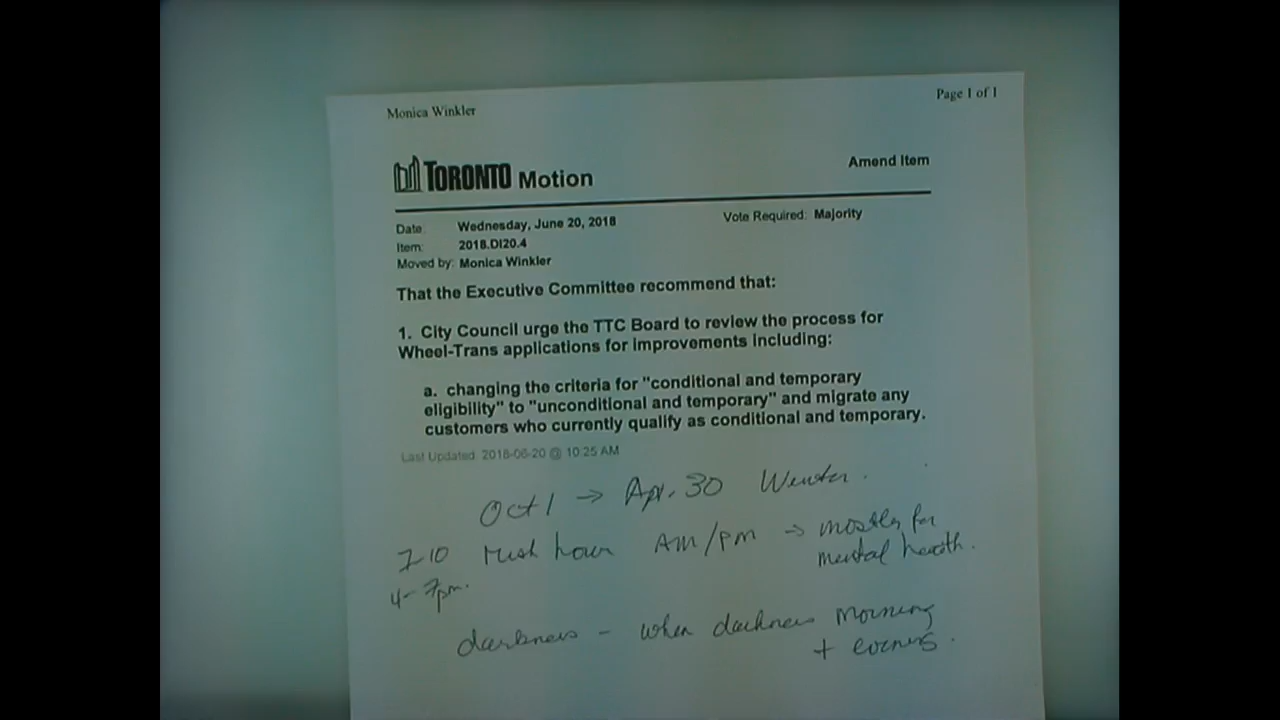 Monica Winkler
Page 1 of 1
TORONTO Motion
Amend Item
Date: Wednesday, June 20, 2018
Vote Required: Majority
Item: 2018.DI20.4
Moved by: Monica Winkler
That the Executive Committee recommend that:
1. City Council urge the TTC Board to review the process for
Wheel-Trans applications for improvements including:
a. changing the criteria for "conditional and temporary
eligibility" to "unconditional and temporary" and migrate any
customers who currently qualify as conditional and temporary.
Last Updated: 2018-06-20 @ 10:25 AM
Oct 1 → Apr. 30 Winter.
7-10 rush hour AM/PM → mostly for
mental health.
4-7pm.
darkness - when darkness morning
+ evening.